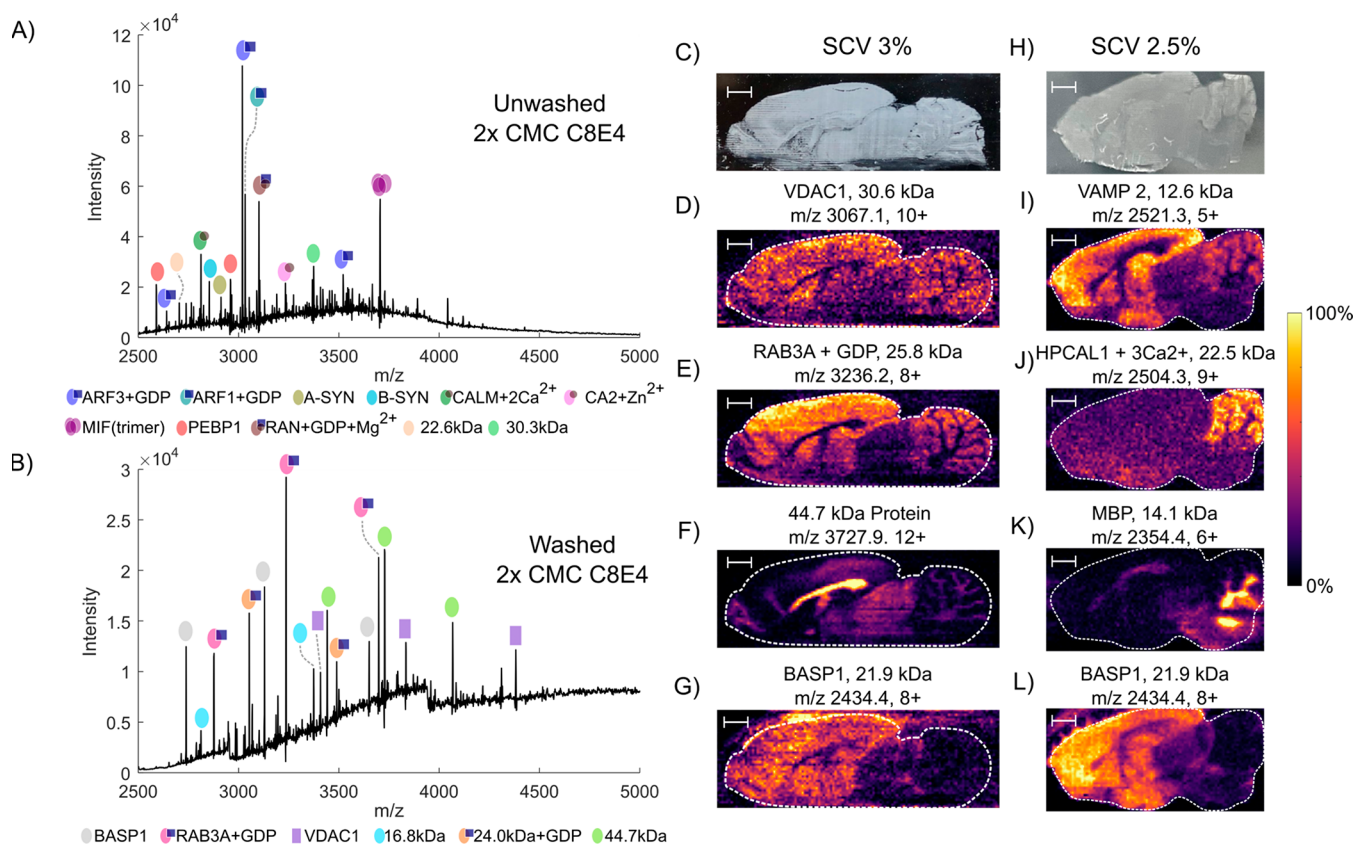 A)
×10⁴
12
10
8
6
4
2
0
Intensity
Unwashed
2x CMC C8E4
2500 3000 3500 4000 4500 5000
m/z
ARF3+GDP ARF1+GDP A-SYN B-SYN CALM+2Ca²⁺ CA2+Zn²⁺
MIF(trimer) PEBP1 RAN+GDP+Mg²⁺ 22.6kDa 30.3kDa
B)
×10⁴
3
2.5
2
1.5
1
0.5
0
Intensity
Washed
2x CMC C8E4
2500 3000 3500 4000 4500 5000
m/z
BASP1 RAB3A+GDP VDAC1 16.8kDa 24.0kDa+GDP 44.7kDa
SCV 3%
C)
D)
VDAC1, 30.6 kDa
m/z 3067.1, 10+
E)
RAB3A + GDP, 25.8 kDa
m/z 3236.2, 8+
F)
44.7 kDa Protein
m/z 3727.9. 12+
G)
BASP1, 21.9 kDa
m/z 2434.4, 8+
SCV 2.5%
H)
I)
VAMP 2, 12.6 kDa
m/z 2521.3, 5+
J)
HPCAL1 + 3Ca2+, 22.5 kDa
m/z 2504.3, 9+
K)
MBP, 14.1 kDa
m/z 2354.4, 6+
L)
BASP1, 21.9 kDa
m/z 2434.4, 8+
100%
0%